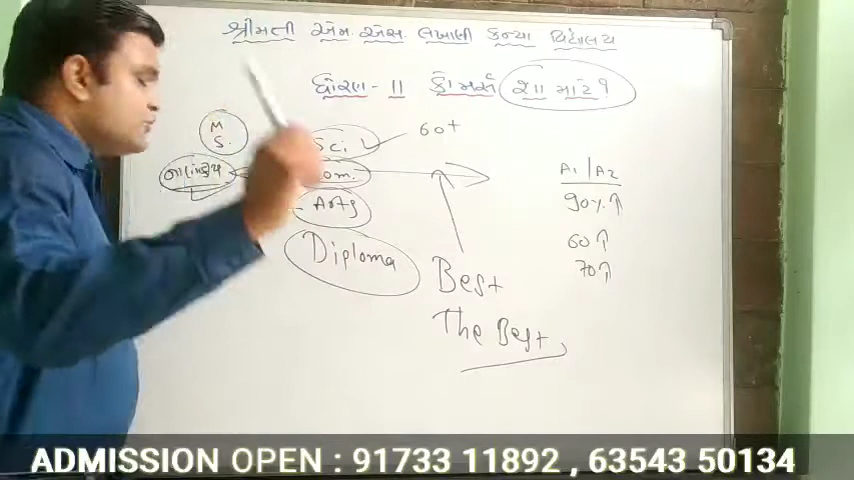 શ્રીમતી એમ. એસ. લખાણી કન્યા વિદ્યાલય
ધોરણ - 11 કોમર્સ શા માટે ?
M
S.
Sci.
60+
નાણાંકીય
om.
Arts
Diploma
A1 / A2
90% ↑
60 ↑
70 ↑
Best
The Best
ADMISSION OPEN : 91733 11892 , 63543 50134